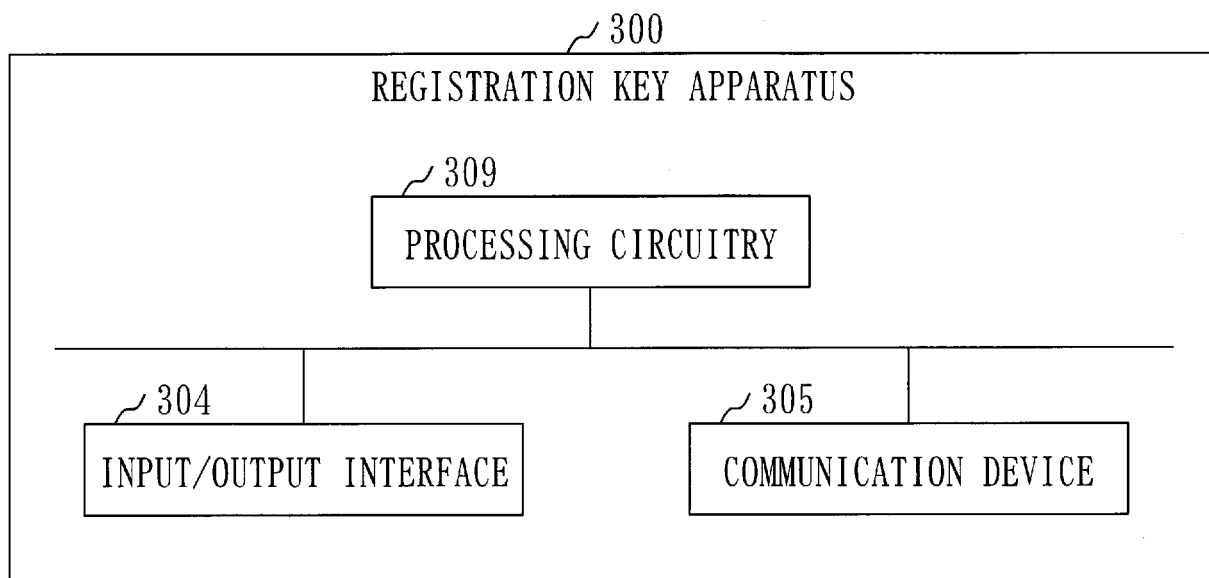 300
REGISTRATION KEY APPARATUS
309
PROCESSING CIRCUITRY
304
INPUT/OUTPUT INTERFACE
305
COMMUNICATION DEVICE